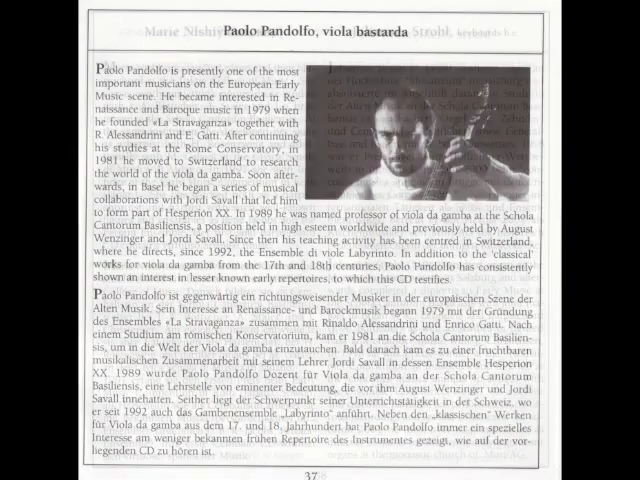 Marie Nishiy
Paolo Pandolfo, viola bastarda
Strohl, keyboards b.c.
Paolo Pandolfo is presently one of the most
important musicians on the European Early
Music scene. He became interested in Re-
naissance and Baroque music in 1979 when
he founded «La Stravaganza» together with
R. Alessandrini and E. Gatti. After continuing
his studies at the Rome Conservatory, in
1981 he moved to Switzerland to research
the world of the viola da gamba. Soon after-
wards, in Basel he began a series of musical
collaborations with Jordi Savall that led him
to form part of Hesperion XX. In 1989 he was named professor of viola da gamba at the Schola
Cantorum Basiliensis, a position held in high esteem worldwide and previously held by August
Wenzinger and Jordi Savall. Since then his teaching activity has been centred in Switzerland,
where he directs, since 1992, the Ensemble di viole Labyrinto. In addition to the 'classical'
works for viola da gamba from the 17th and 18th centuries, Paolo Pandolfo has consistently
shown an interest in lesser known early repertoires, to which this CD testifies.
Paolo Pandolfo ist gegenwärtig ein richtungsweisender Musiker in der europäischen Szene der
Alten Musik. Sein Interesse an Renaissance- und Barockmusik begann 1979 mit der Gründung
des Ensembles «La Stravaganza» zusammen mit Rinaldo Alessandrini und Enrico Gatti. Nach
einem Studium am römischen Konservatorium, kam er 1981 an die Schola Cantorum Basilien-
sis, um in die Welt der Viola da gamba einzutauchen. Bald danach kam es zu einer fruchtbaren
musikalischen Zusammenarbeit mit seinem Lehrer Jordi Savall in dessen Ensemble Hesperion
XX. 1989 wurde Paolo Pandolfo Dozent für Viola da gamba an der Schola Cantorum
Basiliensis, eine Lehrstelle von eminenter Bedeutung, die vor ihm August Wenzinger und Jordi
Savall innehatten. Seither liegt der Schwerpunkt seiner Unterrichtstätigkeit in der Schweiz, wo
er seit 1992 auch das Gambenensemble „Labyrinto" anführt. Neben den „klassischen" Werken
für Viola da gamba aus dem 17. und 18. Jahrhundert hat Paolo Pandolfo immer ein spezielles
Interesse am weniger bekannten frühen Repertoire des Instrumentes gezeigt, wie auf der vor-
liegenden CD zu hören ist.
37